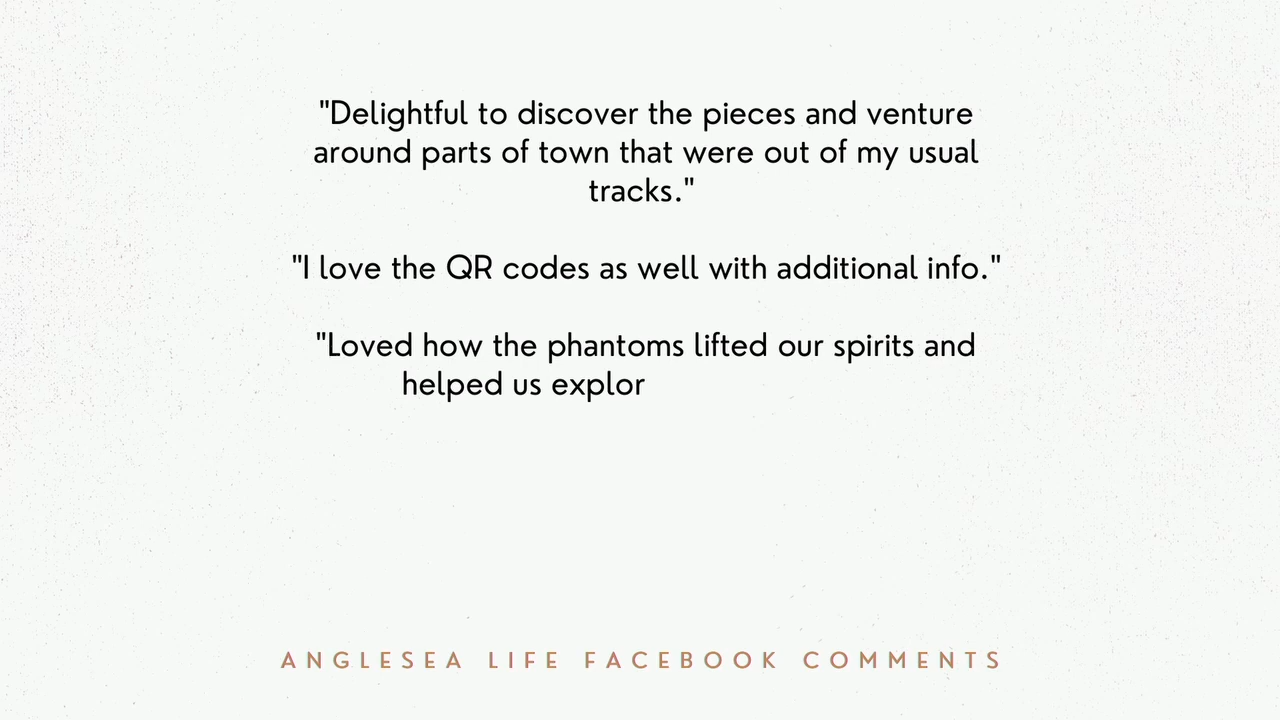 "Delightful to discover the pieces and venture
around parts of town that were out of my usual
tracks."
"I love the QR codes as well with additional info."
"Loved how the phantoms lifted our spirits and
helped us explor
ANGLESEA LIFE FACEBOOK COMMENTS